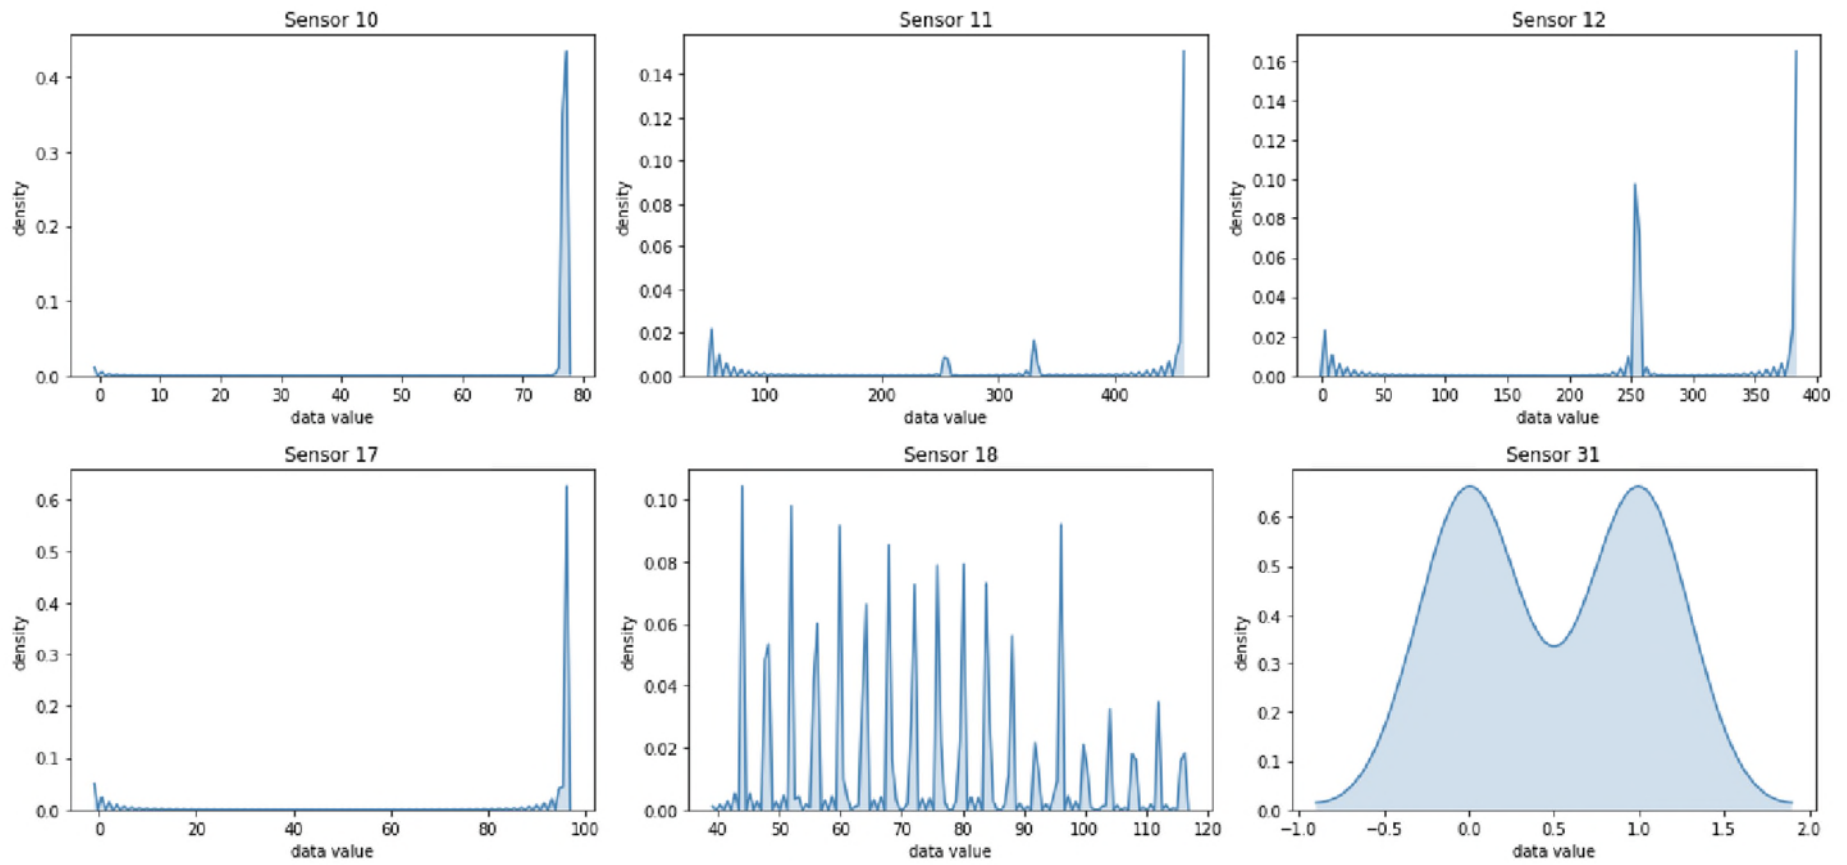 Sensor 10
Sensor 11
Sensor 12
density
0.4
0.3
0.2
0.1
0.0
0 10 20 30 40 50 60 70 80
data value
density
0.14
0.12
0.10
0.08
0.06
0.04
0.02
0.00
100 200 300 400
data value
density
0.16
0.14
0.12
0.10
0.08
0.06
0.04
0.02
0.00
0 50 100 150 200 250 300 350 400
data value
Sensor 17
Sensor 18
Sensor 31
density
0.6
0.5
0.4
0.3
0.2
0.1
0.0
0 20 40 60 80 100
data value
density
0.10
0.08
0.06
0.04
0.02
0.00
40 50 60 70 80 90 100 110 120
data value
density
0.6
0.5
0.4
0.3
0.2
0.1
0.0
−1.0 −0.5 0.0 0.5 1.0 1.5 2.0
data value